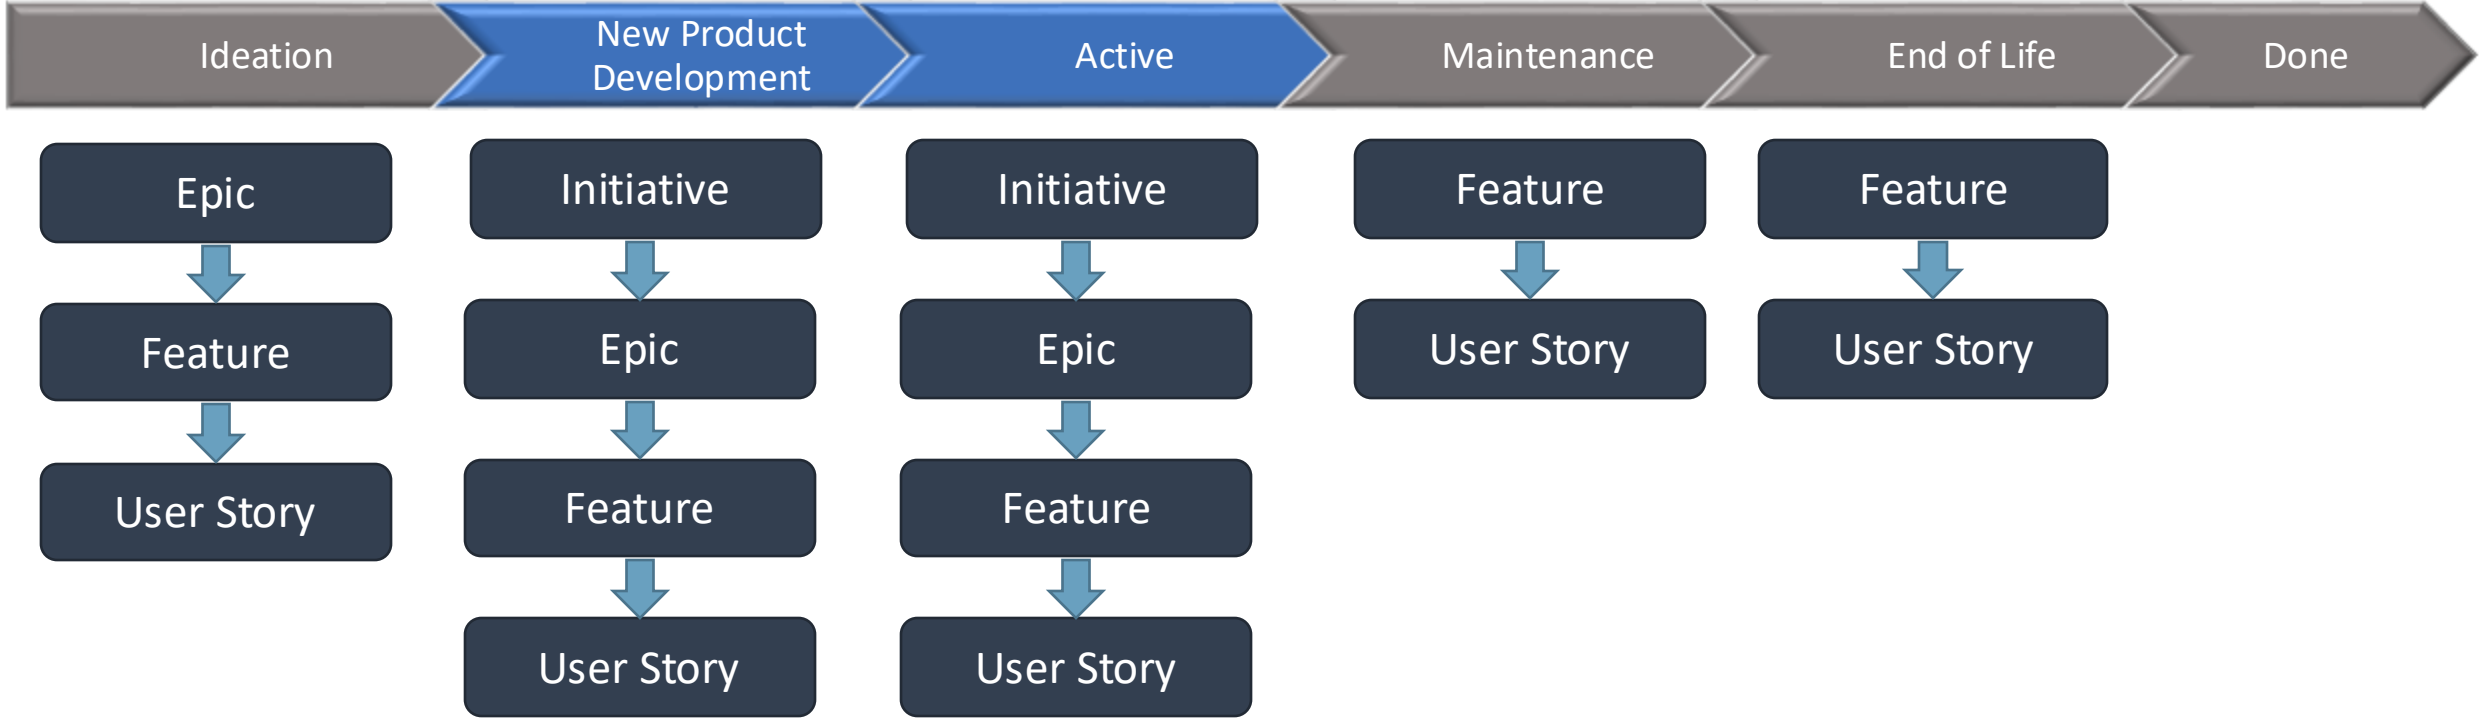 Ideation
New Product
Development
Active
Maintenance
End of Life
Done
Epic
Feature
User Story
Initiative
Epic
Feature
User Story
Initiative
Epic
Feature
User Story
Feature
User Story
Feature
User Story